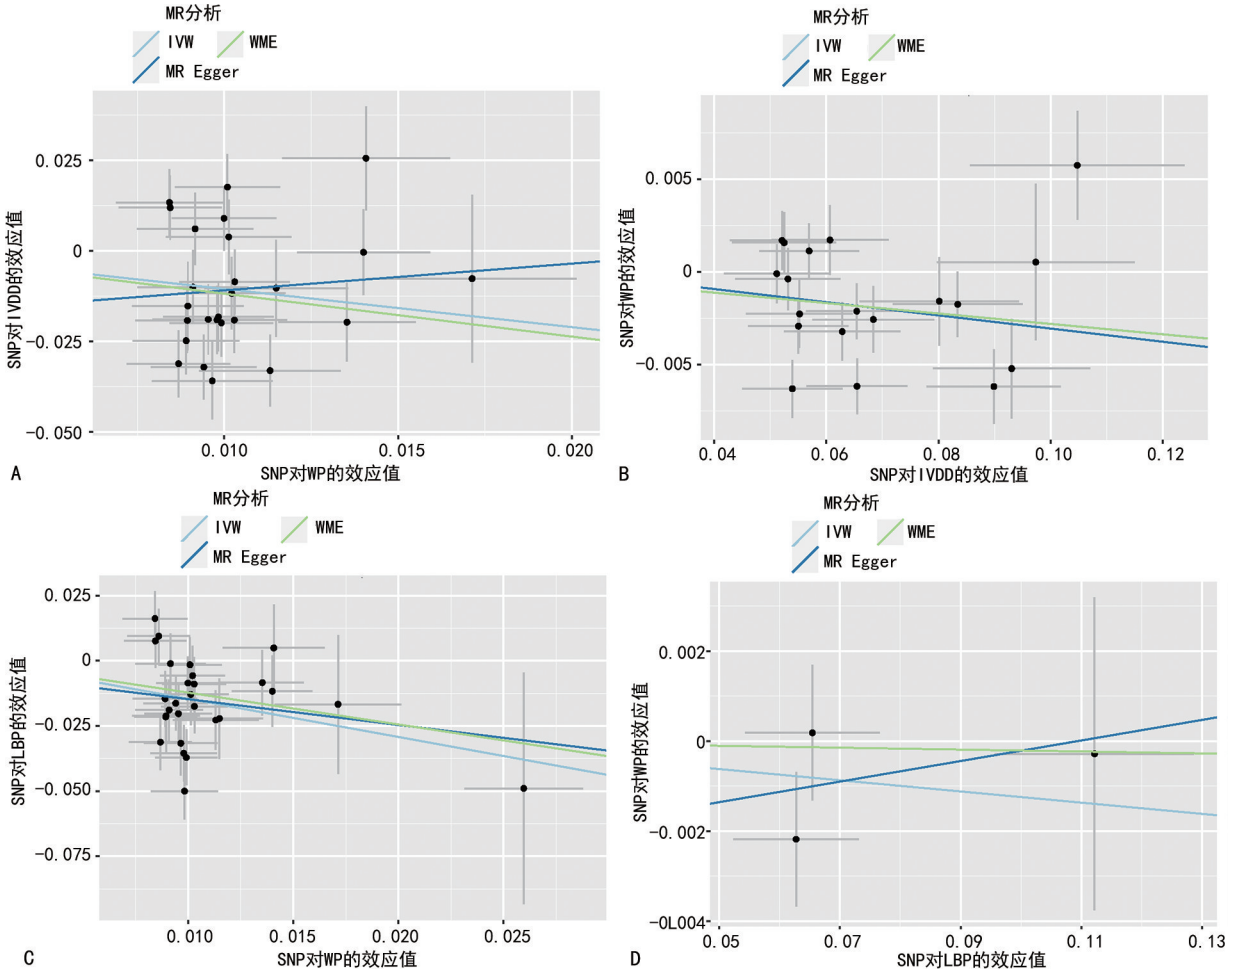 MR分析
IVW WME
MR Egger
0.025
0
-0.025
-0.050
SNP对IVDD的效应值
0.010 0.015 0.020
SNP对WP的效应值
A
MR分析
IVW WME
MR Egger
0.005
0
-0.005
SNP对WP的效应值
0.04 0.06 0.08 0.10 0.12
SNP对IVDD的效应值
B
MR分析
IVW WME
MR Egger
0.025
0
-0.025
-0.050
-0.075
SNP对LBP的效应值
0.010 0.015 0.020 0.025
SNP对WP的效应值
C
MR分析
IVW WME
MR Egger
0.002
0
-0.002
-0L004
SNP对WP的效应值
0.05 0.07 0.09 0.11 0.13
SNP对LBP的效应值
D